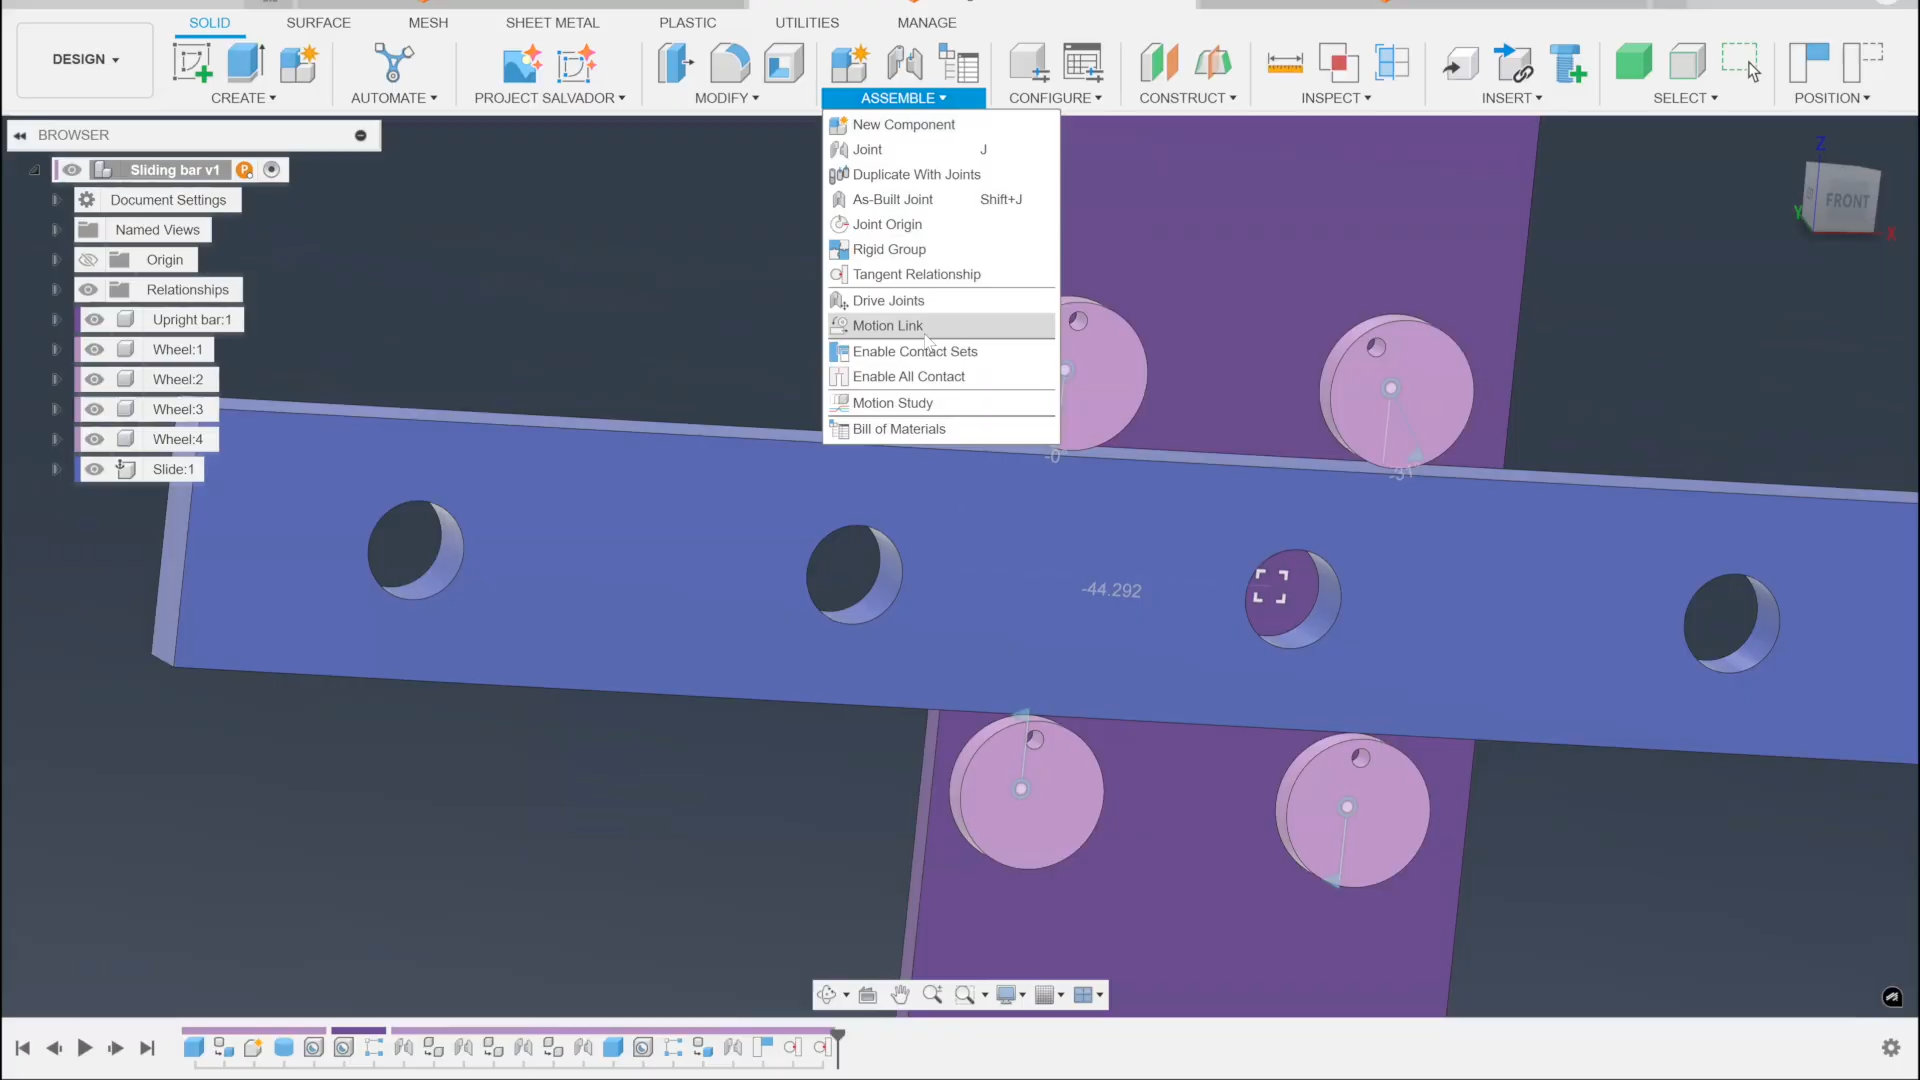 SOLID SURFACE MESH SHEET METAL PLASTIC UTILITIES MANAGE
DESIGN
CREATE AUTOMATE PROJECT SALVADOR MODIFY ASSEMBLE CONFIGURE CONSTRUCT INSPECT INSERT SELECT POSITION
BROWSER
Sliding bar v1 P
Document Settings
Named Views
Origin
Relationships
Upright bar:1
Wheel:1
Wheel:2
Wheel:3
Wheel:4
Slide:1
New Component
Joint J
Duplicate With Joints
As-Built Joint Shift+J
Joint Origin
Rigid Group
Tangent Relationship
Drive Joints
Motion Link
Enable Contact Sets
Enable All Contact
Motion Study
Bill of Materials
Z
FRONT
Y
X
-0°
-44.292